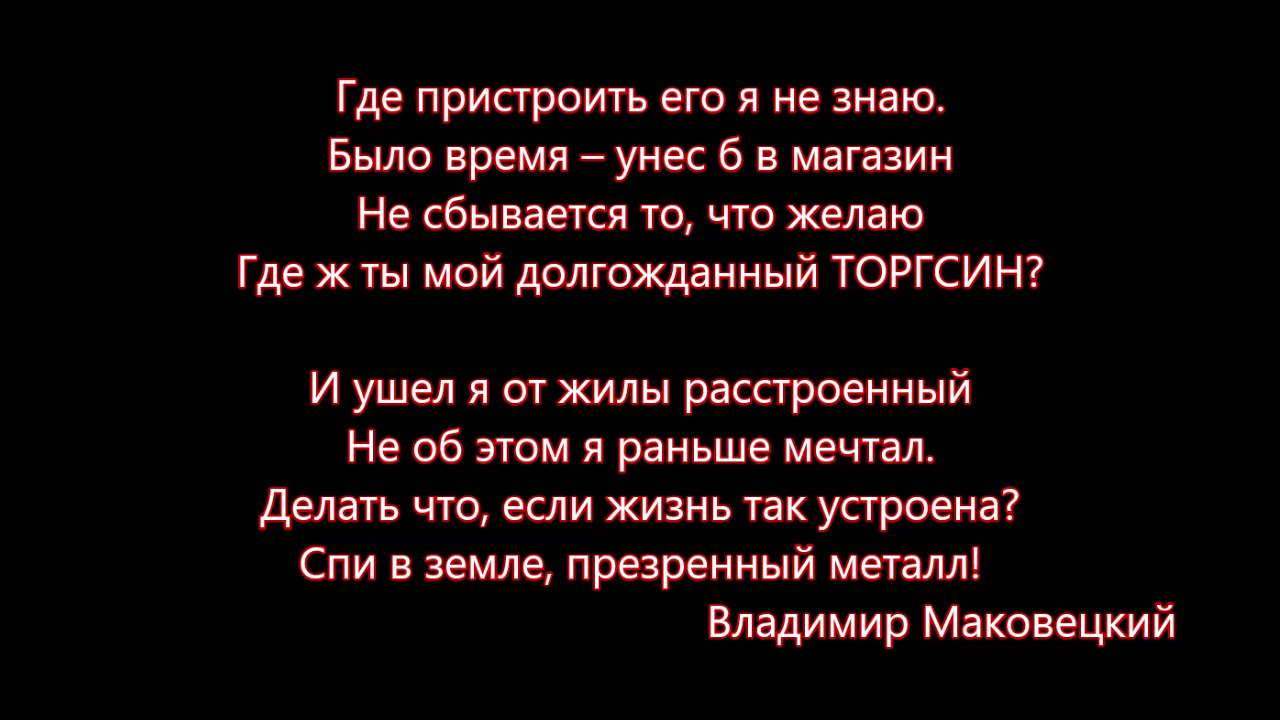 Где пристроить его я не знаю.
Было время – унес б в магазин
Не сбывается то, что желаю
Где ж ты мой долгожданный ТОРГСИН?
И ушел я от жилы расстроенный
Не об этом я раньше мечтал.
Делать что, если жизнь так устроена?
Спи в земле, презренный металл!
Владимир Маковецкий